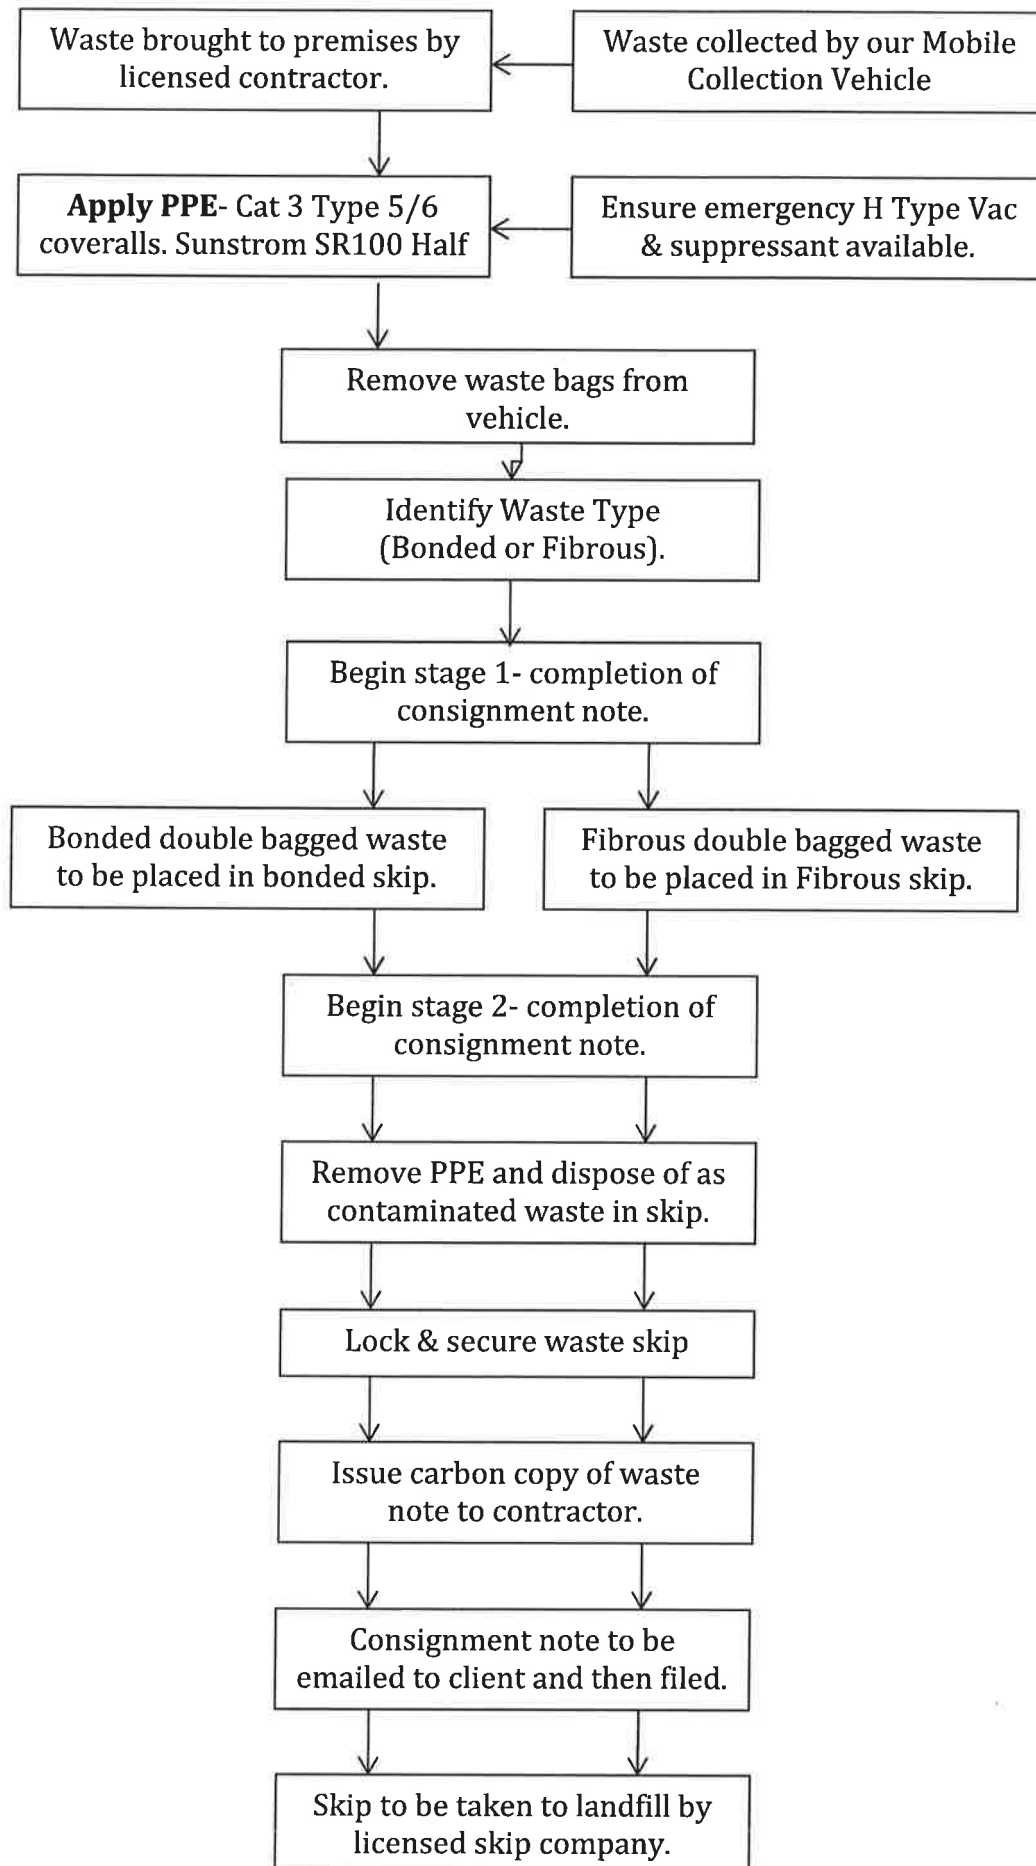 Waste brought to premises by
licensed contractor.
Waste collected by our Mobile
Collection Vehicle
Apply PPE- Cat 3 Type 5/6
coveralls. Sunstrom SR100 Half
Ensure emergency H Type Vac
& suppressant available.
Remove waste bags from
vehicle.
Identify Waste Type
(Bonded or Fibrous).
Begin stage 1- completion of
consignment note.
Bonded double bagged waste
to be placed in bonded skip.
Fibrous double bagged waste
to be placed in Fibrous skip.
Begin stage 2- completion of
consignment note.
Remove PPE and dispose of as
contaminated waste in skip.
Lock & secure waste skip
Issue carbon copy of waste
note to contractor.
Consignment note to be
emailed to client and then filed.
Skip to be taken to landfill by
licensed skip company.